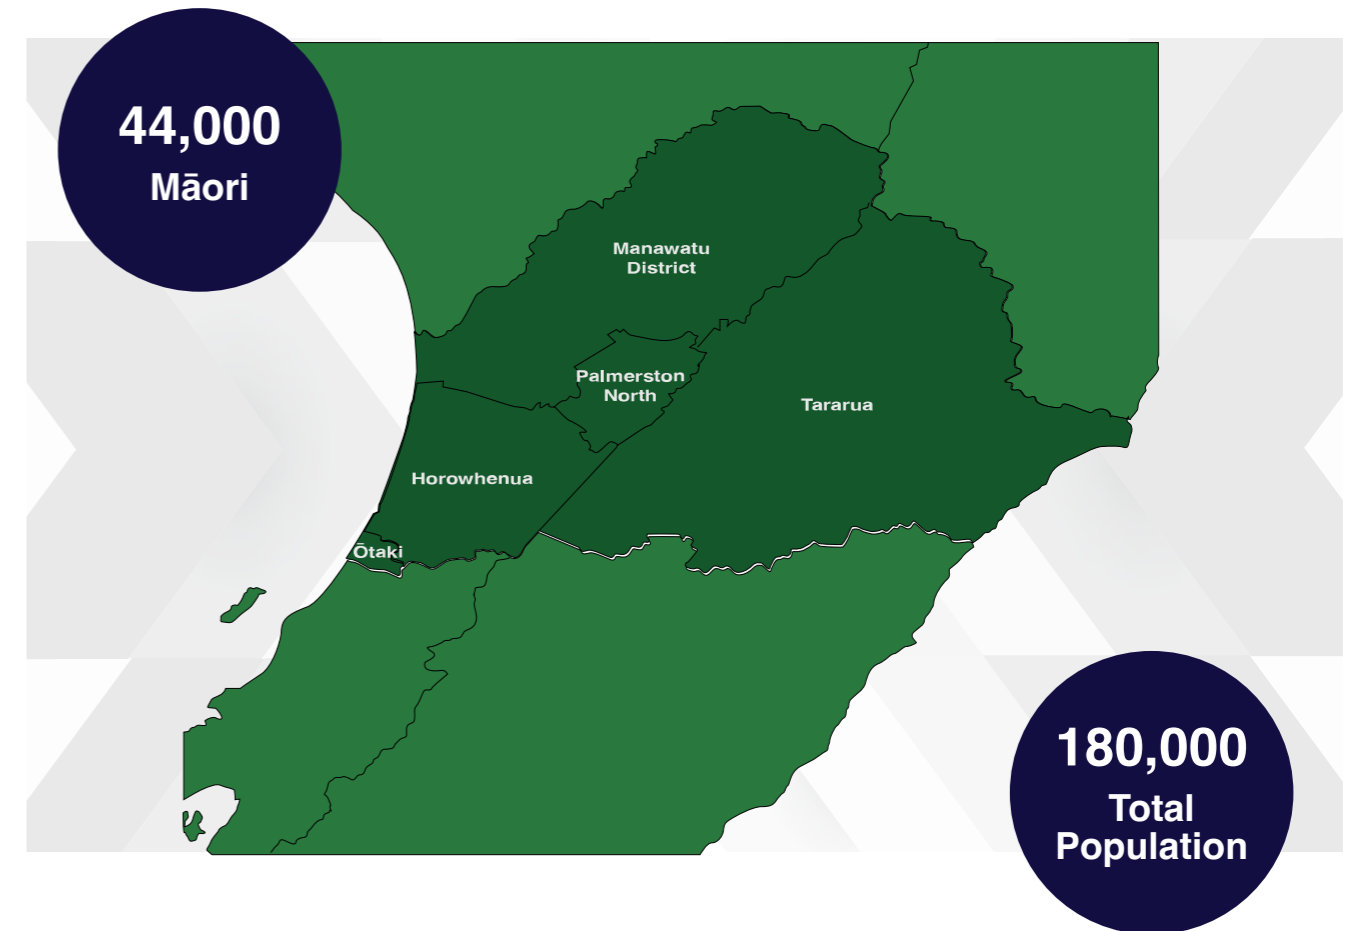 44,000
Māori
Manawatu
District
Palmerston
North
Tararua
Horowhenua
Ōtaki
180,000
Total
Population